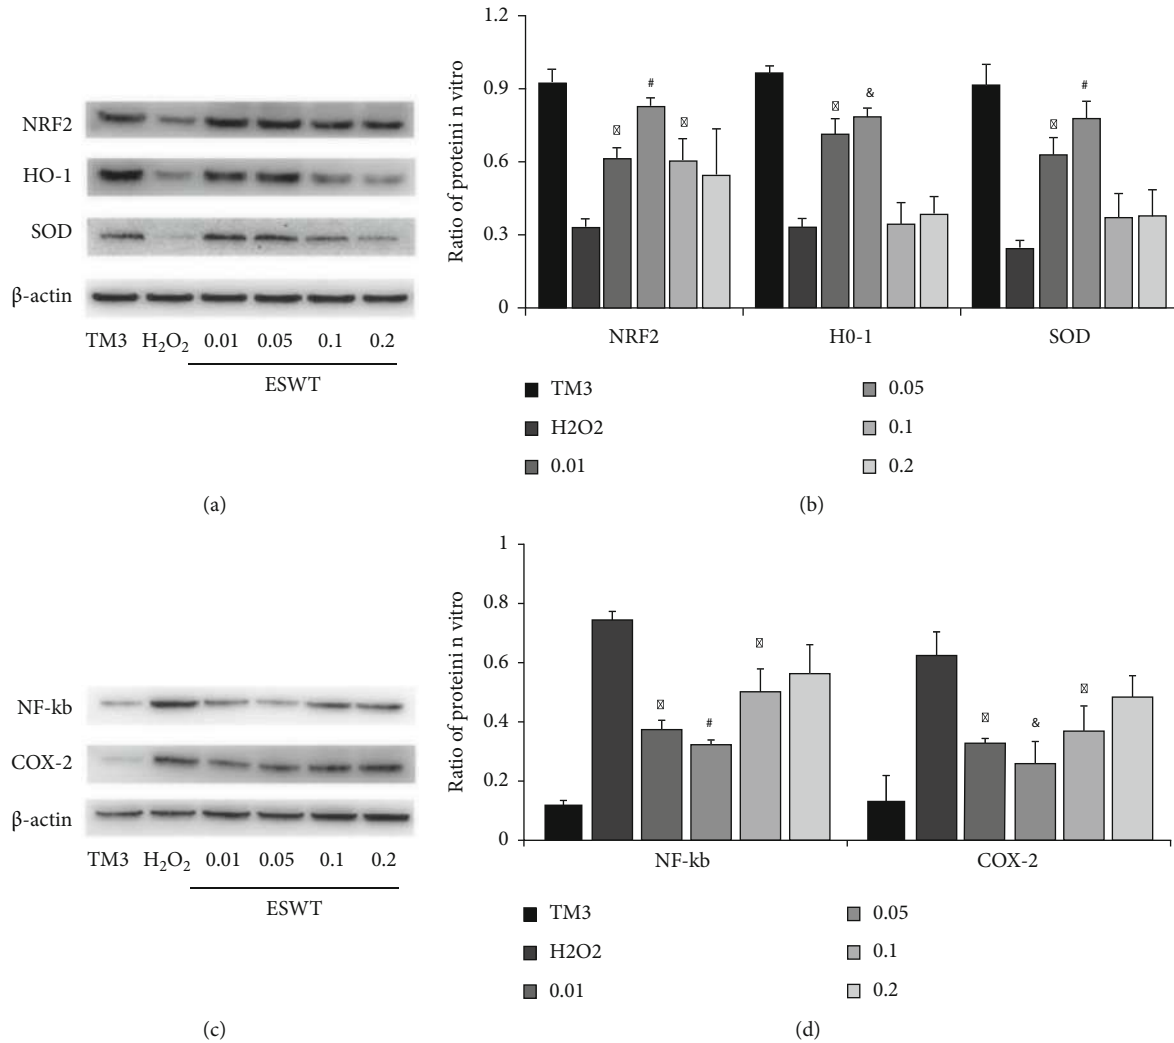 NRF2
HO-1
SOD
β-actin
TM3 H₂O₂ 0.01 0.05 0.1 0.2
ESWT
(a)
1.2
0.9
0.6
0.3
0
Ratio of proteini n vitro
# & #
NRF2 H0-1 SOD
TM3 0.05
H2O2 0.1
0.01 0.2
(b)
NF-kb
COX-2
β-actin
TM3 H₂O₂ 0.01 0.05 0.1 0.2
ESWT
(c)
1
0.8
0.6
0.4
0.2
0
Ratio of proteini n vitro
# &
NF-kb COX-2
TM3 0.05
H2O2 0.1
0.01 0.2
(d)